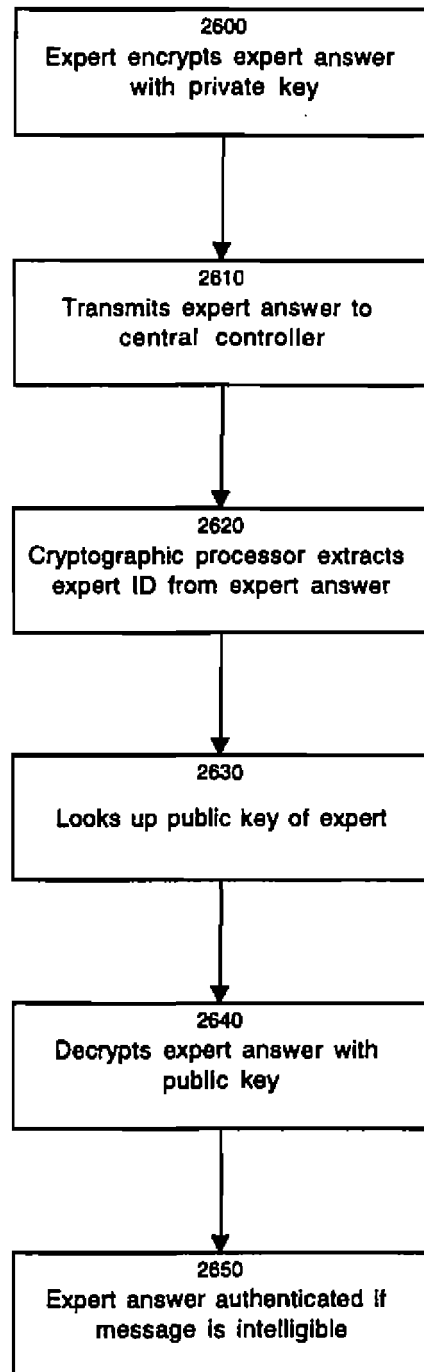 2600
Expert encrypts expert answer
with private key
2610
Transmits expert answer to
central controller
2620
Cryptographic processor extracts
expert ID from expert answer
2630
Looks up public key of expert
2640
Decrypts expert answer with
public key
2650
Expert answer authenticated if
message is intelligible